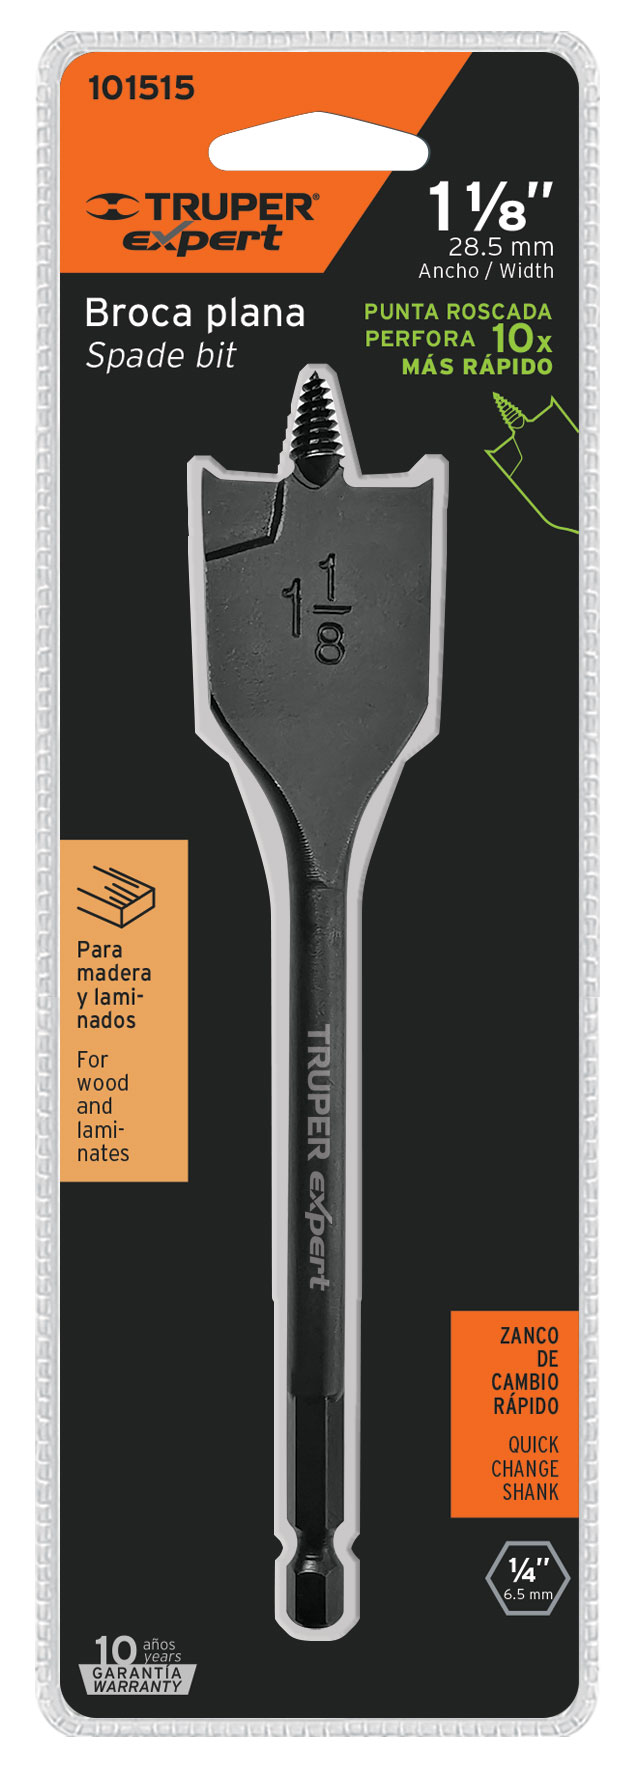 101515
TRUPER®
expert
1 1/8"
28.5 mm
Ancho / Width
Broca plana
Spade bit
PUNTA ROSCADA
PERFORA 10x
MÁS RÁPIDO
1 1/8
Para
madera
y lami-
nados
For
wood
and
lami-
nates
TRUPER expert
ZANCO
DE
CAMBIO
RÁPIDO
QUICK
CHANGE
SHANK
1/4"
6.5 mm
10 años
years
GARANTÍA
WARRANTY